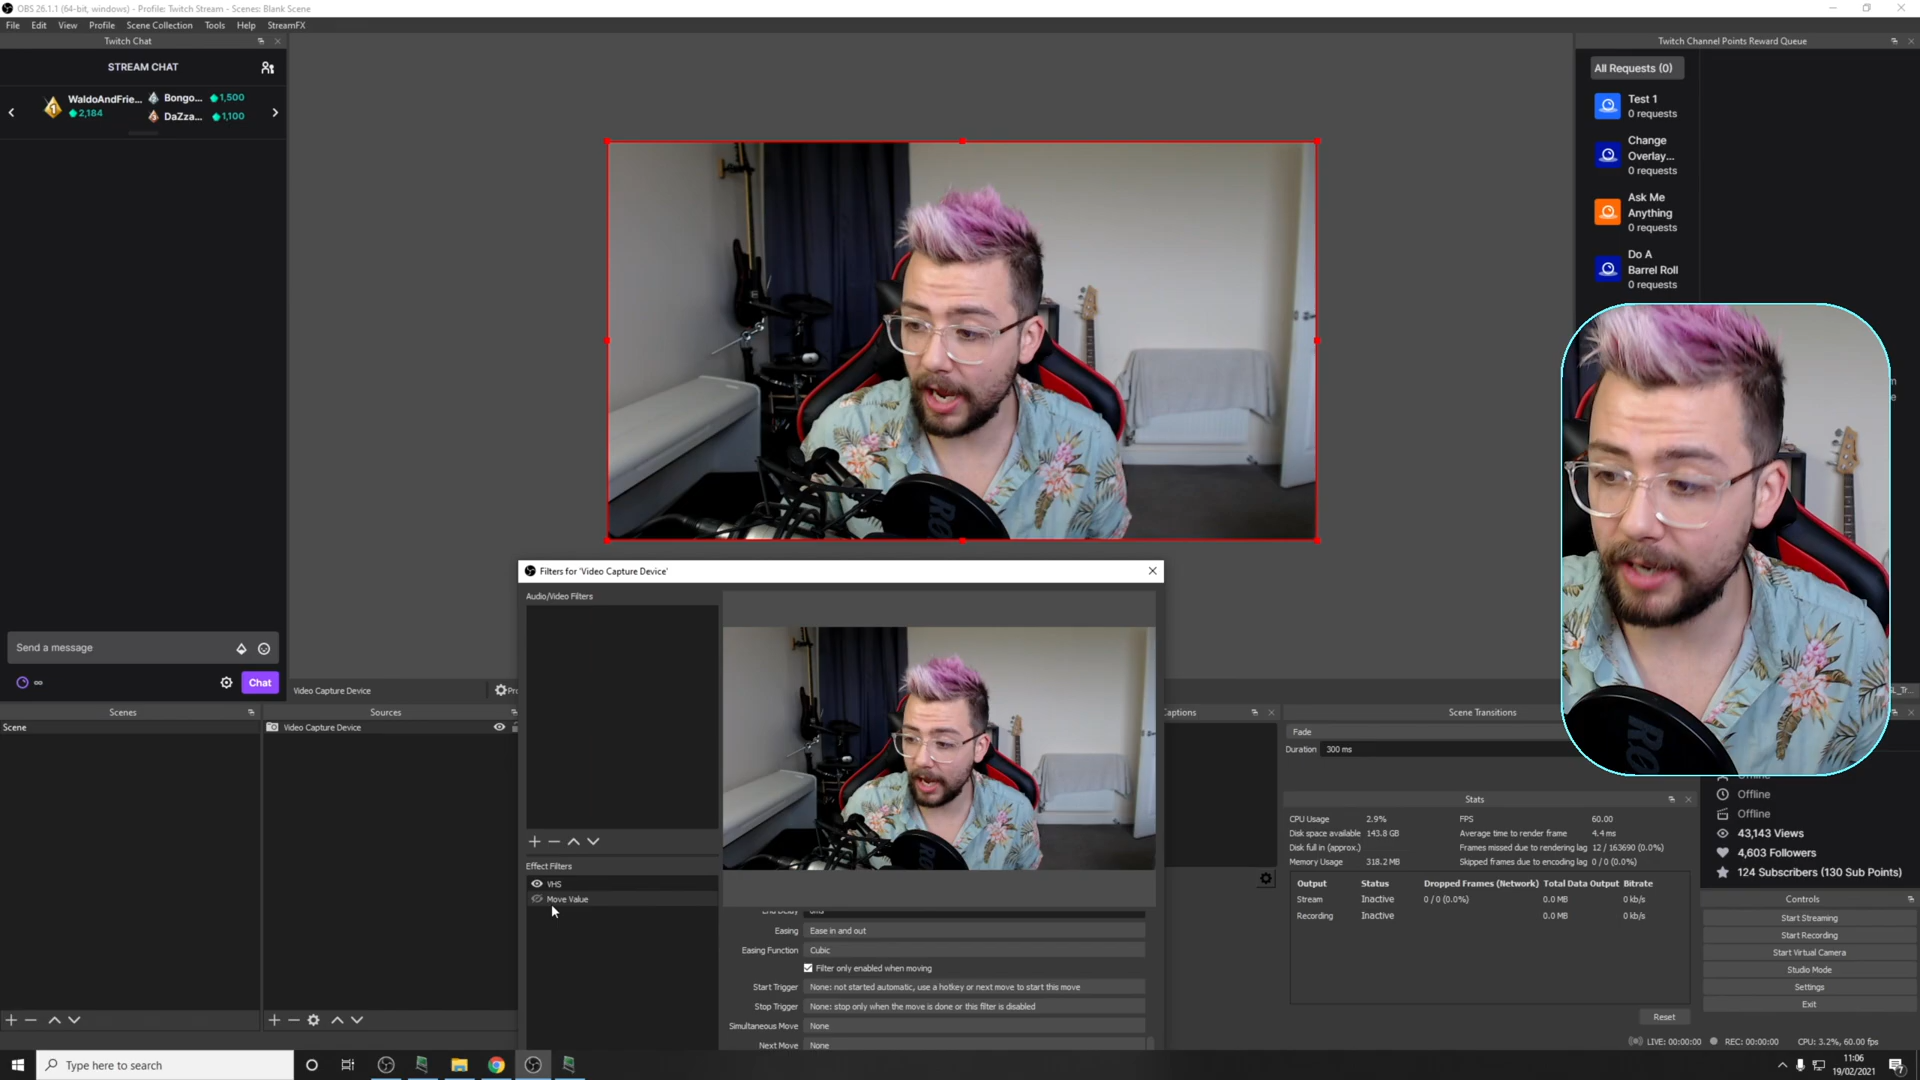 OBS 26.1.1 (64-bit, windows) - Profile: Twitch Stream - Scenes: Blank Scene
File Edit View Profile Scene Collection Tools Help StreamFX
Twitch Chat
STREAM CHAT
WaldoAndFrie... 2,184
Bongo... 1,500
DaZza... 1,100
Send a message
Chat
Twitch Channel Points Reward Queue
All Requests (0)
Test 1
0 requests
Change
Overlay...
0 requests
Ask Me
Anything
0 requests
Do A
Barrel Roll
0 requests
Video Capture Device
Scenes
Scene
Sources
Video Capture Device
Filters for 'Video Capture Device'
Audio/Video Filters
Effect Filters
VHS
Move Value
Easing Ease in and out
Easing Function Cubic
Filter only enabled when moving
Start Trigger None: not started automatic, use a hotkey or next move to start this move
Stop Trigger None: stop only when the move is done or this filter is disabled
Simultaneous Move None
Next Move None
Captions
Scene Transitions
Fade
Duration 300 ms
Stats
CPU Usage 2.9% FPS 60.00
Disk space available 143.8 GB Average time to render frame 4.4 ms
Disk full in (approx.) Frames missed due to rendering lag 12 / 163690 (0.0%)
Memory Usage 318.2 MB Skipped frames due to encoding lag 0 / 0 (0.0%)
Output Status Dropped Frames (Network) Total Data Output Bitrate
Stream Inactive 0 / 0 (0.0%) 0.0 MB 0 kb/s
Recording Inactive 0.0 MB 0 kb/s
Reset
Offline
Offline
43,143 Views
4,603 Followers
124 Subscribers (130 Sub Points)
Controls
Start Streaming
Start Recording
Start Virtual Camera
Studio Mode
Settings
Exit
LIVE: 00:00:00 REC: 00:00:00 CPU: 3.2%, 60.00 fps
Type here to search
11:06
19/02/2021